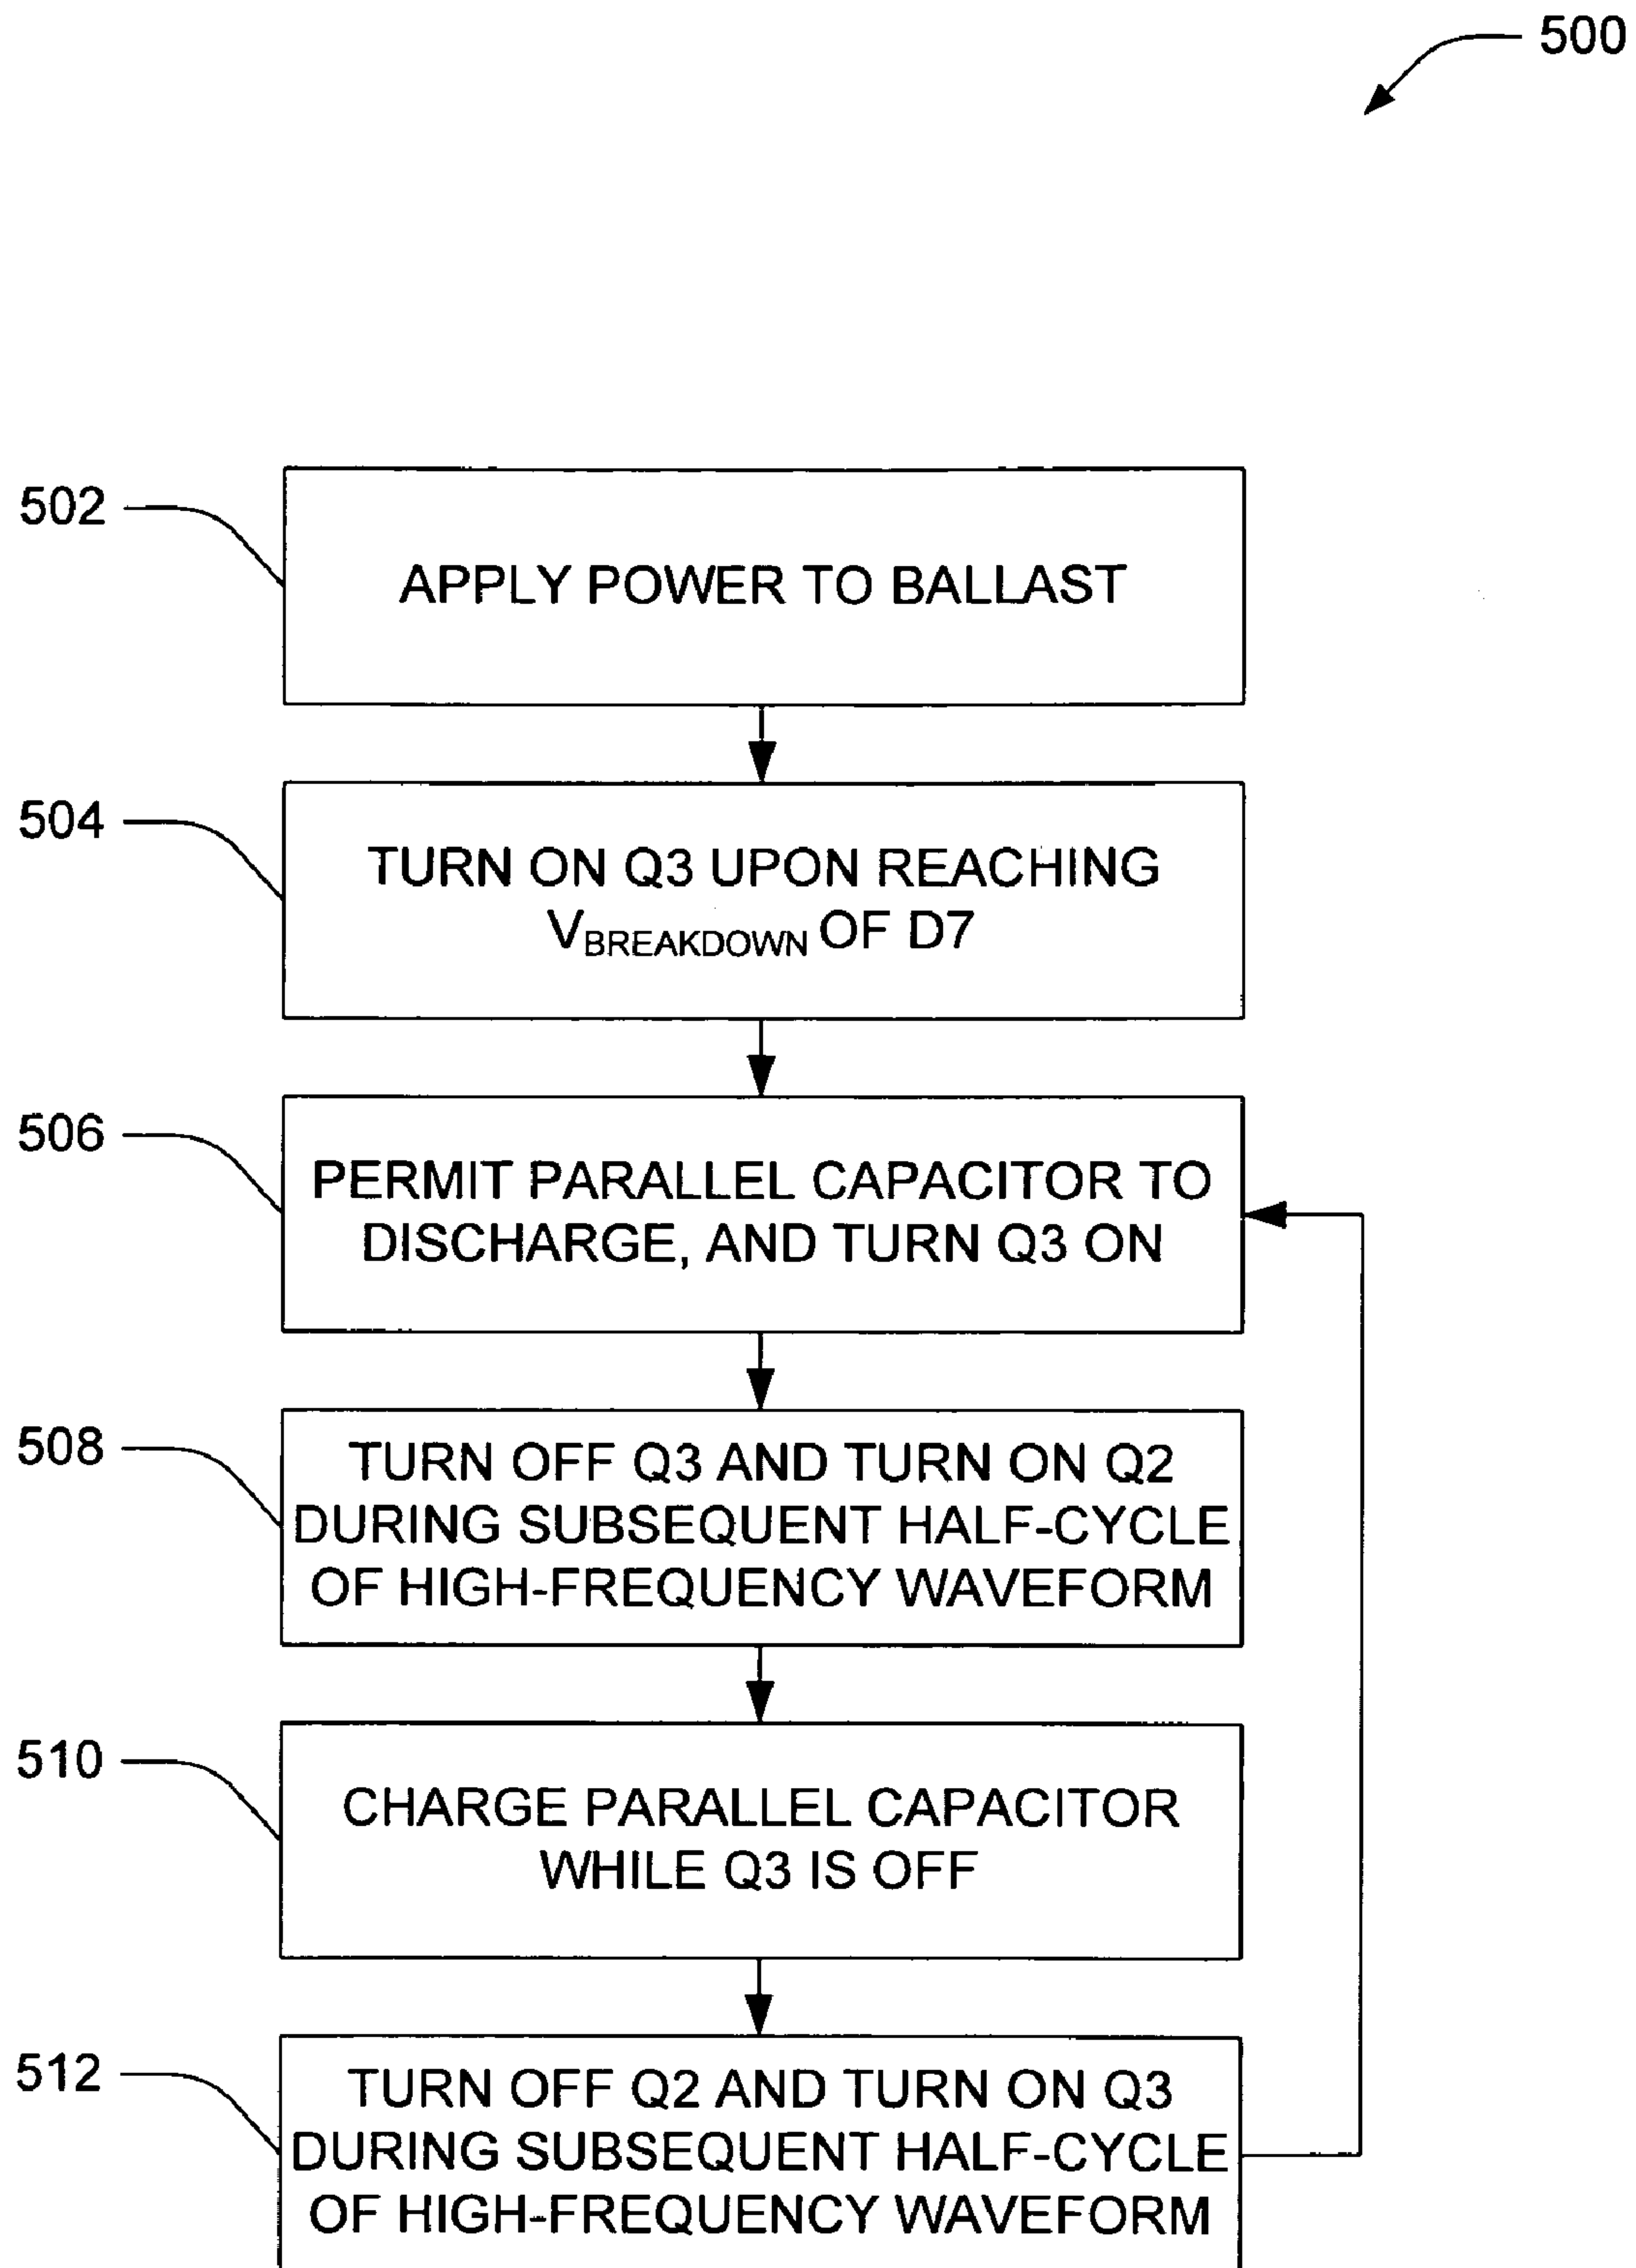 500
502
APPLY POWER TO BALLAST
504
TURN ON Q3 UPON REACHING
VBREAKDOWN OF D7
506
PERMIT PARALLEL CAPACITOR TO
DISCHARGE, AND TURN Q3 ON
508
TURN OFF Q3 AND TURN ON Q2
DURING SUBSEQUENT HALF-CYCLE
OF HIGH-FREQUENCY WAVEFORM
510
CHARGE PARALLEL CAPACITOR
WHILE Q3 IS OFF
512
TURN OFF Q2 AND TURN ON Q3
DURING SUBSEQUENT HALF-CYCLE
OF HIGH-FREQUENCY WAVEFORM